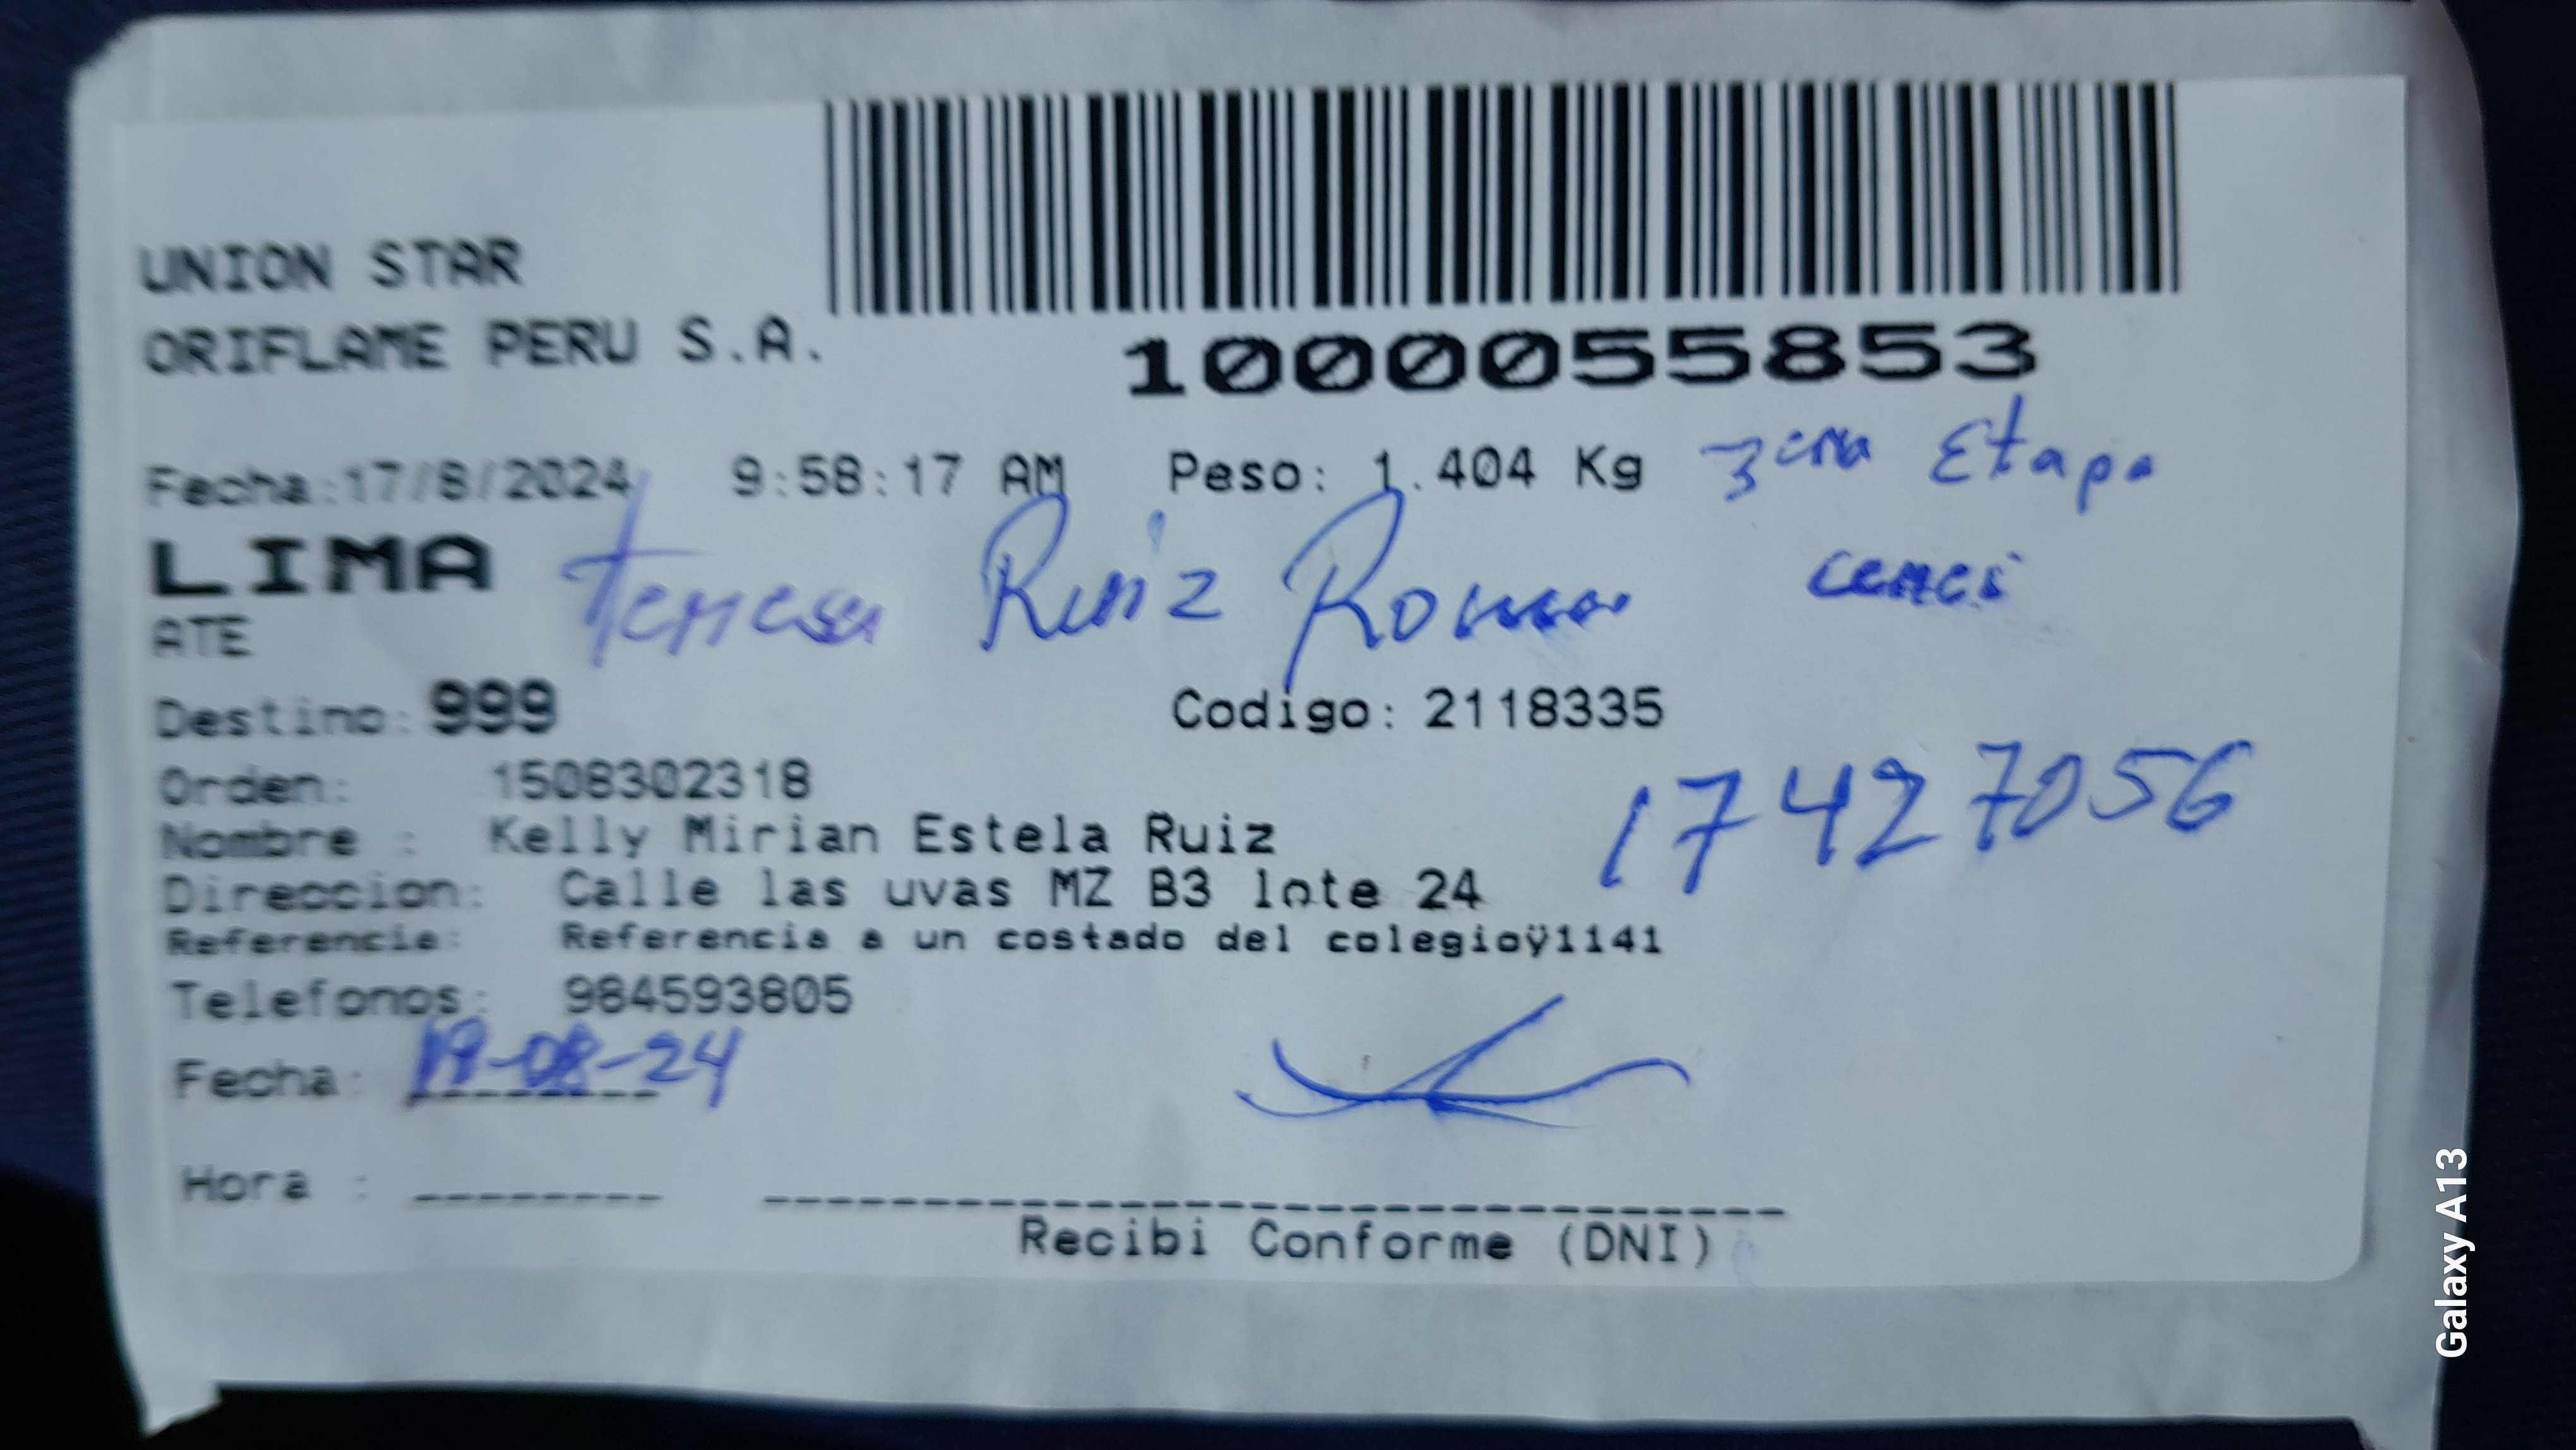 UNION STAR
ORIFLAME PERU S.A.
1000055853
Fecha:17/8/2024 9:58:17 AM Peso: 1.404 Kg 3era Etapa
LIMA Teresa Ruiz
ATE
Destino: 999 Codigo: 2118335
Orden: 1508302318
17427056
Nombre : Kelly Mirian Estela Ruiz
Direccion: Calle las uvas MZ B3 lote 24
Referencia: Referencia a un costado del colegioÿ1141
Telefonos: 984593805
Fecha: 19-08-24
Hora :
Recibi Conforme (DNI)
Galaxy A13